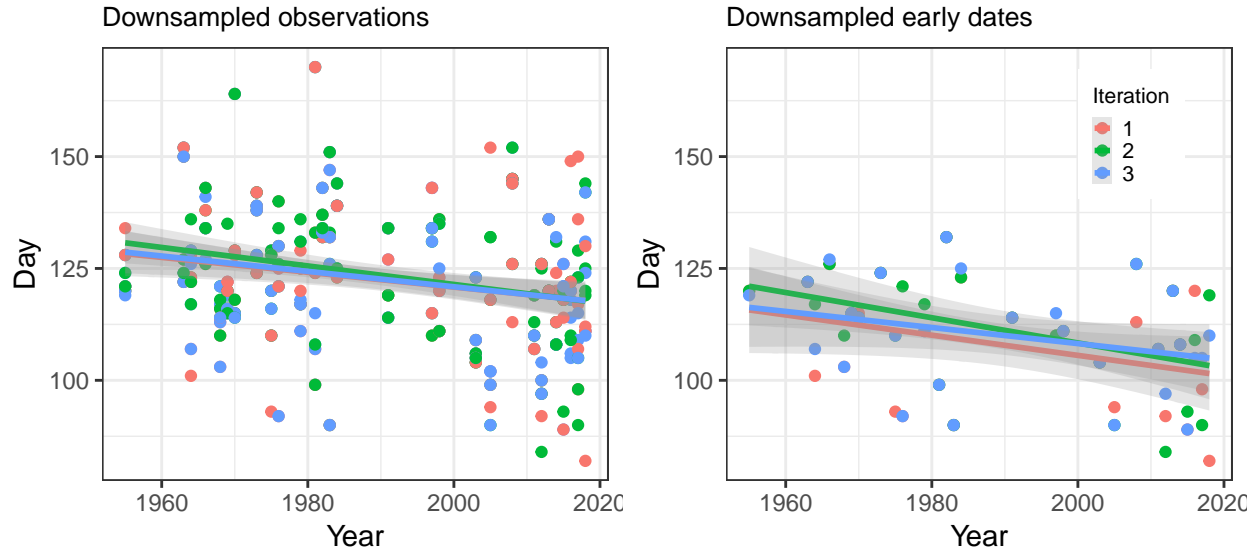 Downsampled observations
150
125
100
Day
1960
1980
2000
2020
Year
Downsampled early dates
150
125
100
Day
Iteration
1
2
3
1960
1980
2000
2020
Year